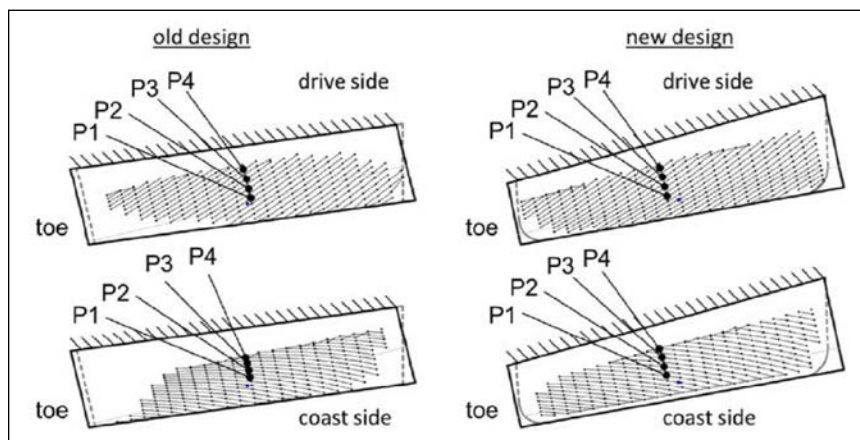 old design
new design
drive side
P4
P3
P2
P1
toe
drive side
P4
P3
P2
P1
toe
P3 P4
P2
P1
toe
coast side
P3 P4
P2
P1
toe
coast side